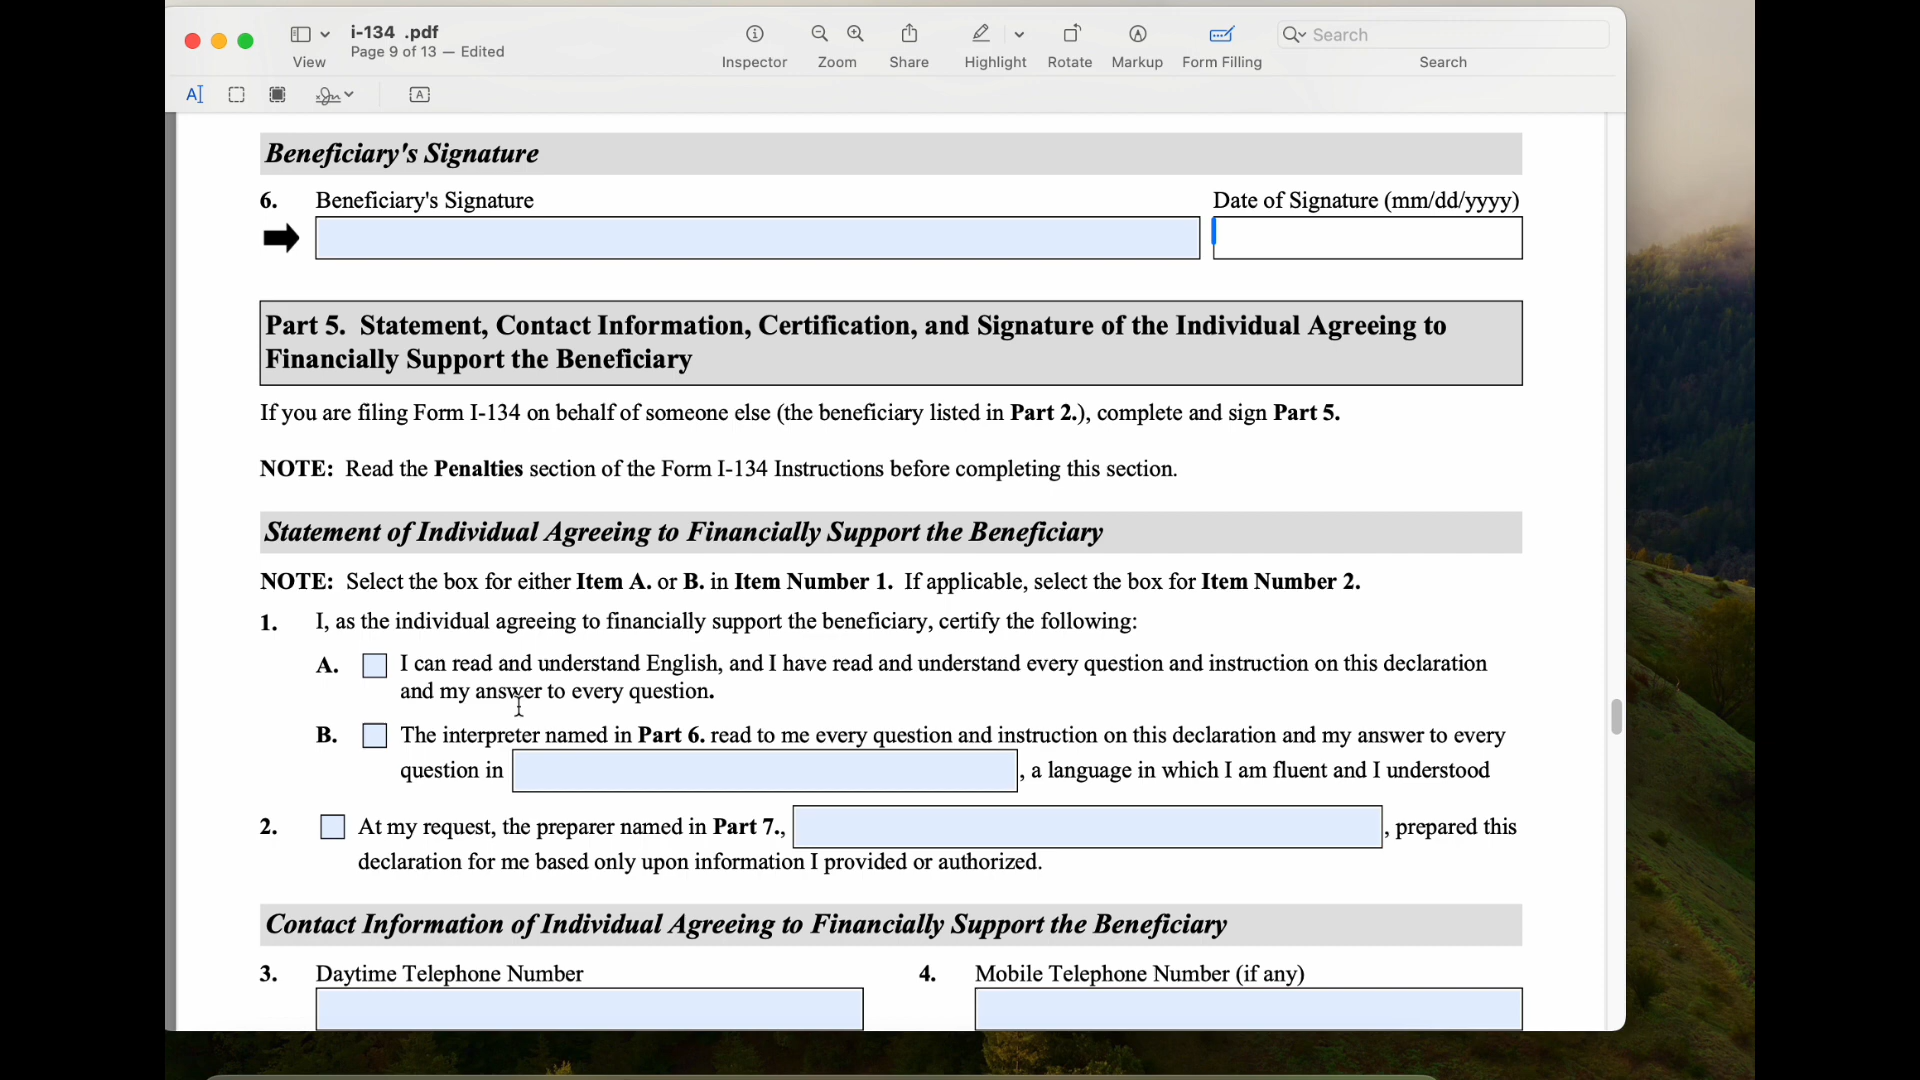 i-134 .pdf
Page 9 of 13 — Edited
View
Inspector
Zoom
Share
Highlight
Rotate
Markup
Form Filling
Search
Search
A
A
Beneficiary's Signature
6. Beneficiary's Signature
Date of Signature (mm/dd/yyyy)
Part 5. Statement, Contact Information, Certification, and Signature of the Individual Agreeing to
Financially Support the Beneficiary
If you are filing Form I-134 on behalf of someone else (the beneficiary listed in Part 2.), complete and sign Part 5.
NOTE: Read the Penalties section of the Form I-134 Instructions before completing this section.
Statement of Individual Agreeing to Financially Support the Beneficiary
NOTE: Select the box for either Item A. or B. in Item Number 1. If applicable, select the box for Item Number 2.
1. I, as the individual agreeing to financially support the beneficiary, certify the following:
A. I can read and understand English, and I have read and understand every question and instruction on this declaration
and my answer to every question.
B. The interpreter named in Part 6. read to me every question and instruction on this declaration and my answer to every
question in , a language in which I am fluent and I understood
2. At my request, the preparer named in Part 7., , prepared this
declaration for me based only upon information I provided or authorized.
Contact Information of Individual Agreeing to Financially Support the Beneficiary
3. Daytime Telephone Number
4. Mobile Telephone Number (if any)